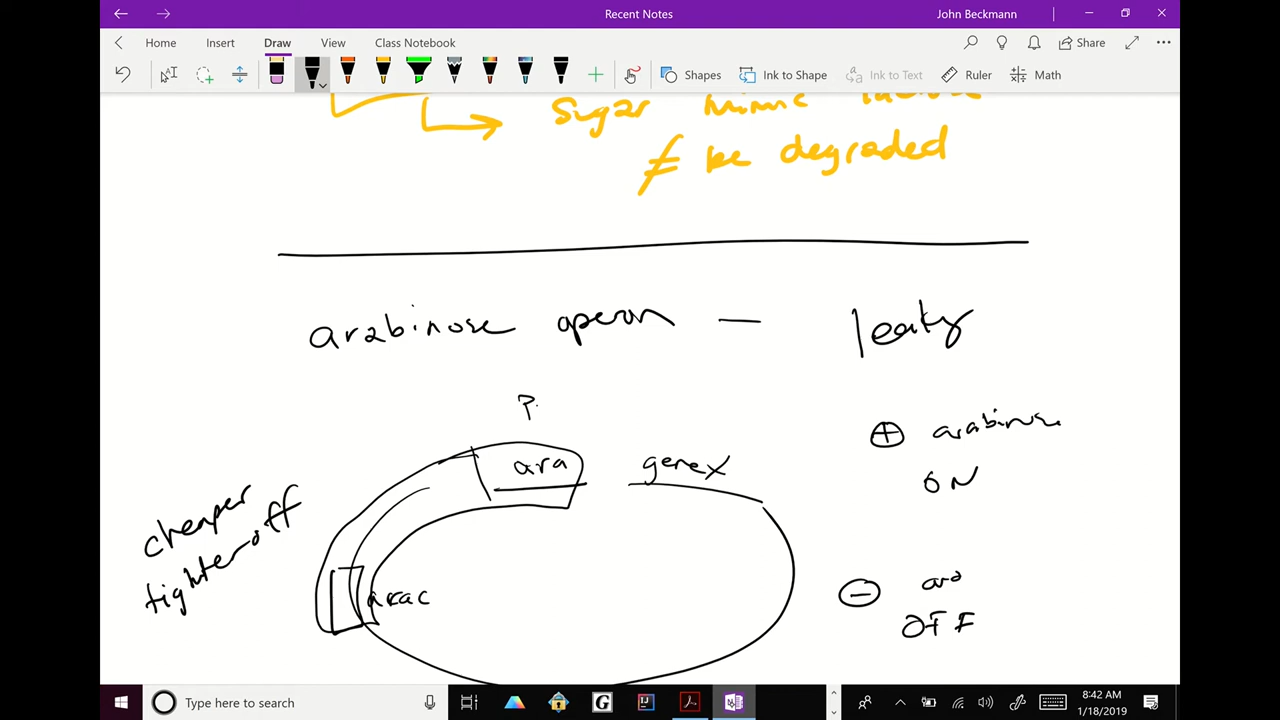 Recent Notes
John Beckmann
Home Insert Draw View Class Notebook
Share
Shapes Ink to Shape Ink to Text Ruler Math
Sugar mimic
≠ be degraded
arabinose operon — leaky
P.
ara
genex
⊕ arabinose
ON
cheaper
tighter off
arac
⊖ ara
OFF
Type here to search
8:42 AM
1/18/2019